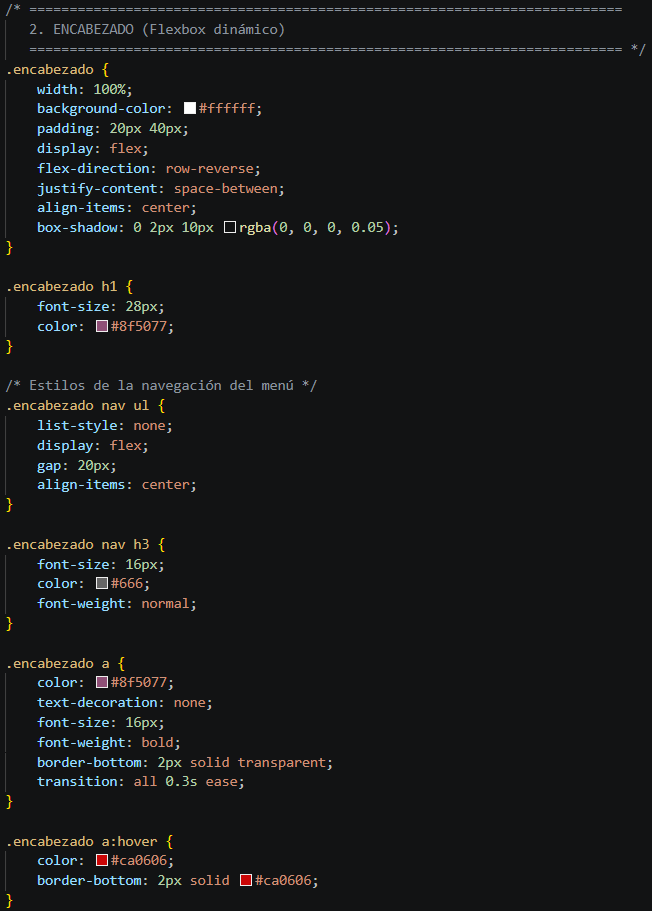 /* ==========================================================================
   2. ENCABEZADO (Flexbox dinámico)
   ========================================================================== */
.encabezado {
    width: 100%;
    background-color: #ffffff;
    padding: 20px 40px;
    display: flex;
    flex-direction: row-reverse;
    justify-content: space-between;
    align-items: center;
    box-shadow: 0 2px 10px rgba(0, 0, 0, 0.05);
}

.encabezado h1 {
    font-size: 28px;
    color: #8f5077;
}

/* Estilos de la navegación del menú */
.encabezado nav ul {
    list-style: none;
    display: flex;
    gap: 20px;
    align-items: center;
}

.encabezado nav h3 {
    font-size: 16px;
    color: #666;
    font-weight: normal;
}

.encabezado a {
    color: #8f5077;
    text-decoration: none;
    font-size: 16px;
    font-weight: bold;
    border-bottom: 2px solid transparent;
    transition: all 0.3s ease;
}

.encabezado a:hover {
    color: #ca0606;
    border-bottom: 2px solid #ca0606;
}